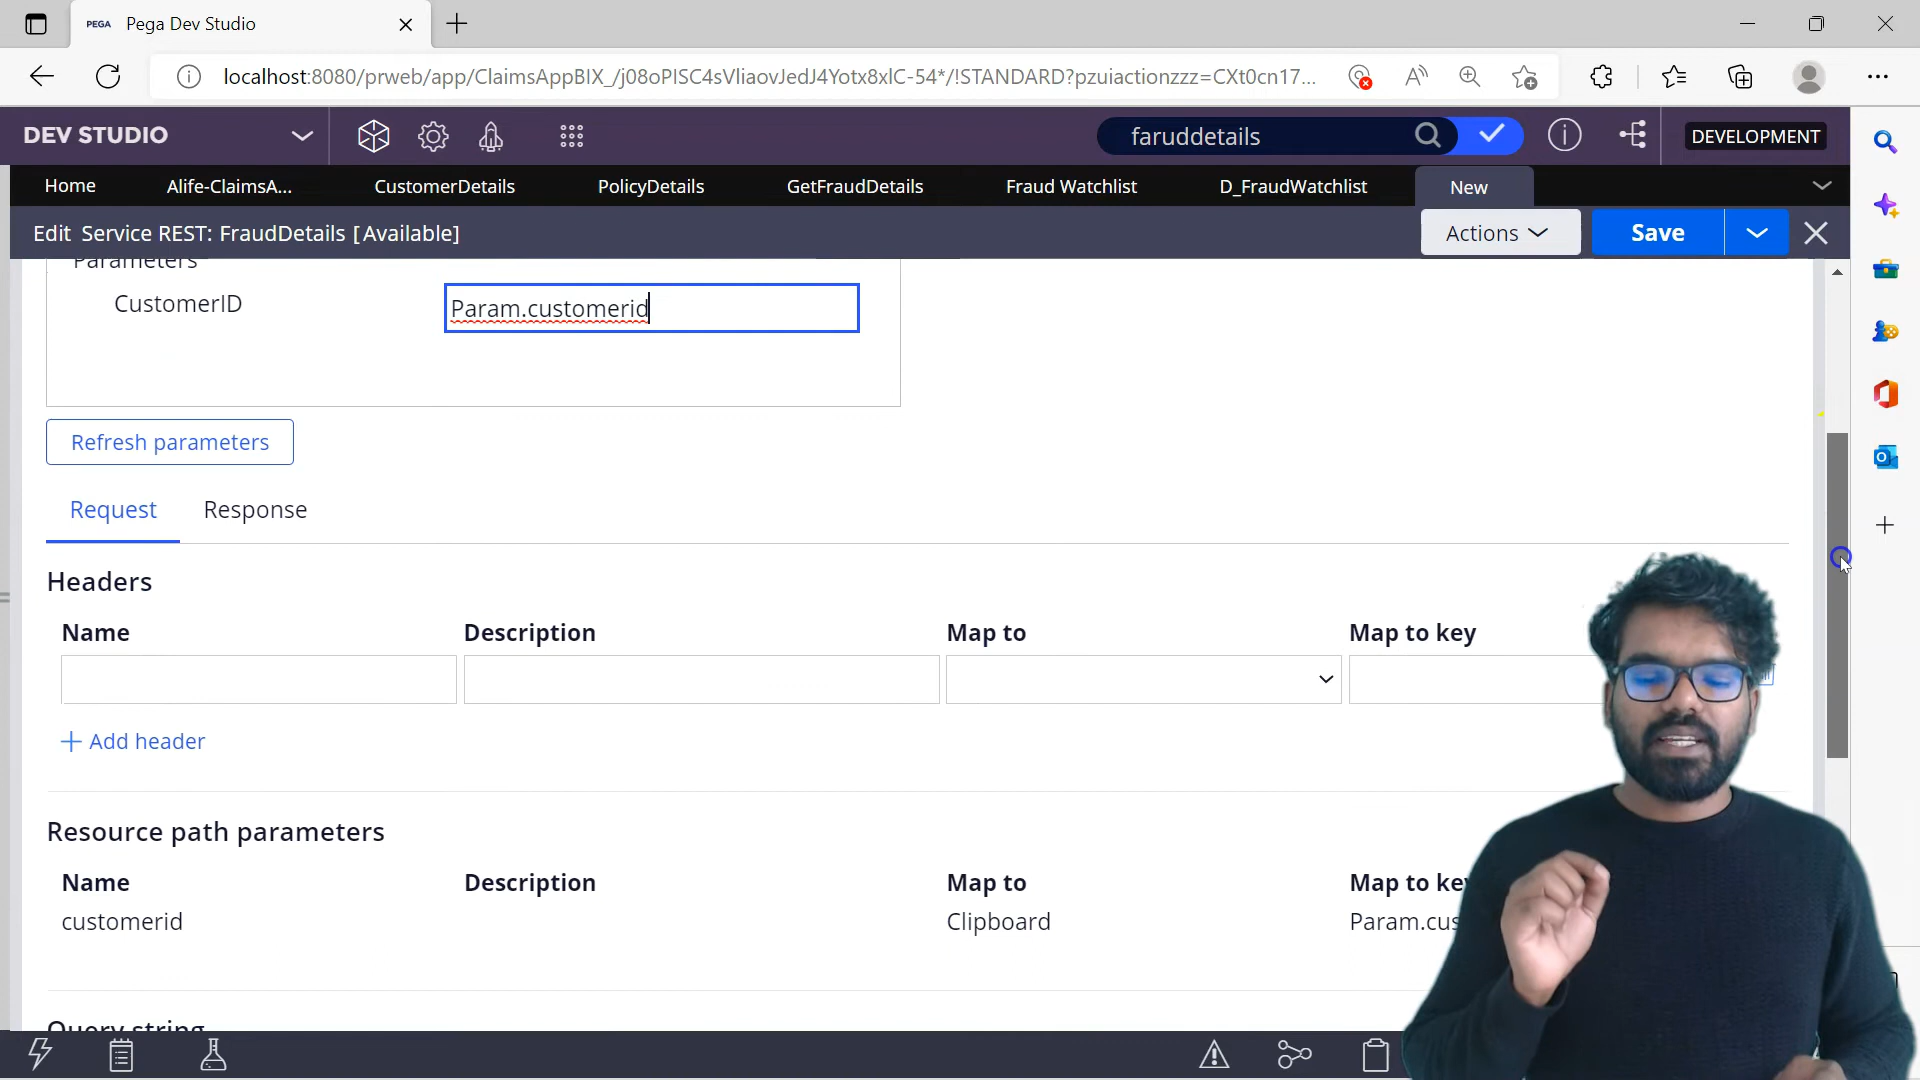 PEGA Pega Dev Studio
localhost:8080/prweb/app/ClaimsAppBIX_/j08oPISC4sVliaovJedJ4Yotx8xlC-54*/!STANDARD?pzuiactionzzz=CXt0cn17...
DEV STUDIO
faruddetails
DEVELOPMENT
Home Alife-ClaimsA... CustomerDetails PolicyDetails GetFraudDetails Fraud Watchlist D_FraudWatchlist New
Edit Service REST: FraudDetails [Available]
Actions Save
Parameters
CustomerID Param.customerid
Refresh parameters
Request Response
Headers
Name Description Map to Map to key
+ Add header
Resource path parameters
Name Description Map to Map to key
customerid Clipboard Param.cus
Query string